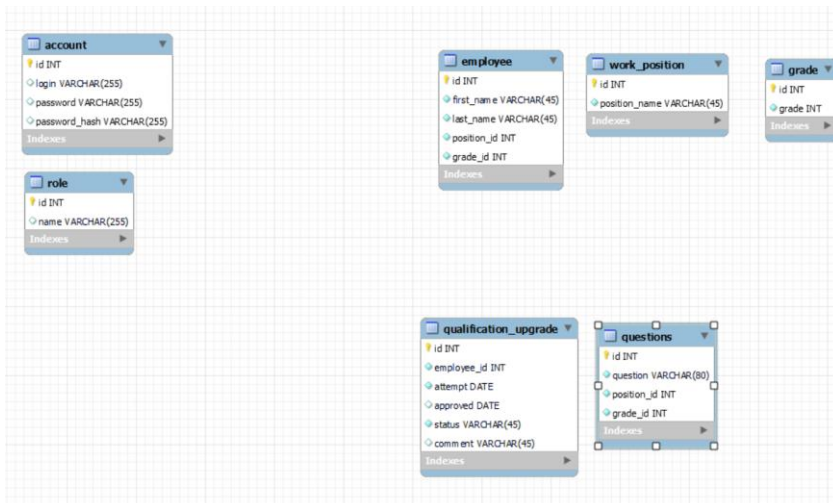 account
id INT
login VARCHAR(255)
password VARCHAR(255)
password_hash VARCHAR(255)
Indexes
role
id INT
name VARCHAR(255)
Indexes
employee
id INT
first_name VARCHAR(45)
last_name VARCHAR(45)
position_id INT
grade_id INT
Indexes
work_position
id INT
position_name VARCHAR(45)
Indexes
grade
id INT
grade INT
Indexes
qualification_upgrade
id INT
employee_id INT
attempt DATE
approved DATE
status VARCHAR(45)
comment VARCHAR(45)
Indexes
questions
id INT
question VARCHAR(80)
position_id INT
grade_id INT
Indexes